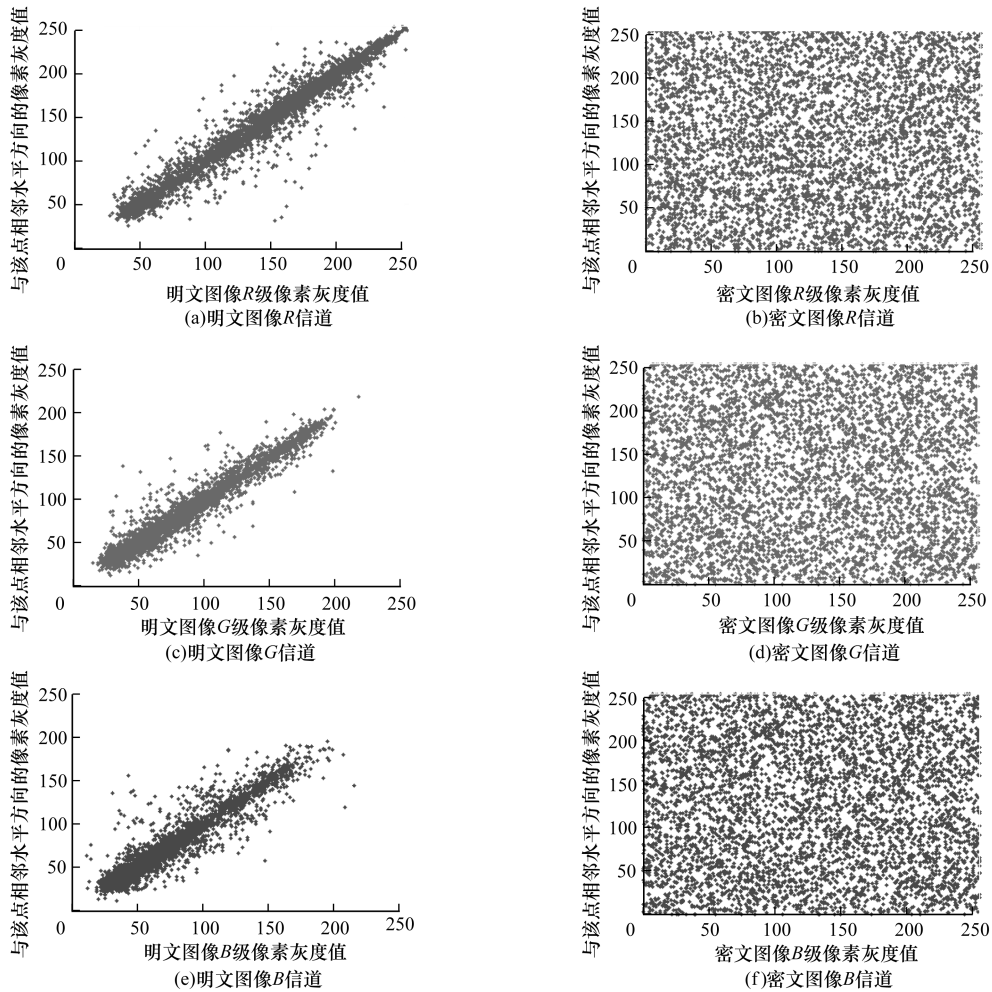 与该点相邻水平方向的像素灰度值
250
200
150
100
50
0
50 100 150 200 250
明文图像R级像素灰度值
(a)明文图像R信道
与该点相邻水平方向的像素灰度值
250
200
150
100
50
0
50 100 150 200 250
密文图像R级像素灰度值
(b)密文图像R信道
与该点相邻水平方向的像素灰度值
250
200
150
100
50
0
50 100 150 200 250
明文图像G级像素灰度值
(c)明文图像G信道
与该点相邻水平方向的像素灰度值
250
200
150
100
50
0
50 100 150 200 250
密文图像G级像素灰度值
(d)密文图像G信道
与该点相邻水平方向的像素灰度值
250
200
150
100
50
0
50 100 150 200 250
明文图像B级像素灰度值
(e)明文图像B信道
与该点相邻水平方向的像素灰度值
250
200
150
100
50
0
50 100 150 200 250
密文图像B级像素灰度值
(f)密文图像B信道